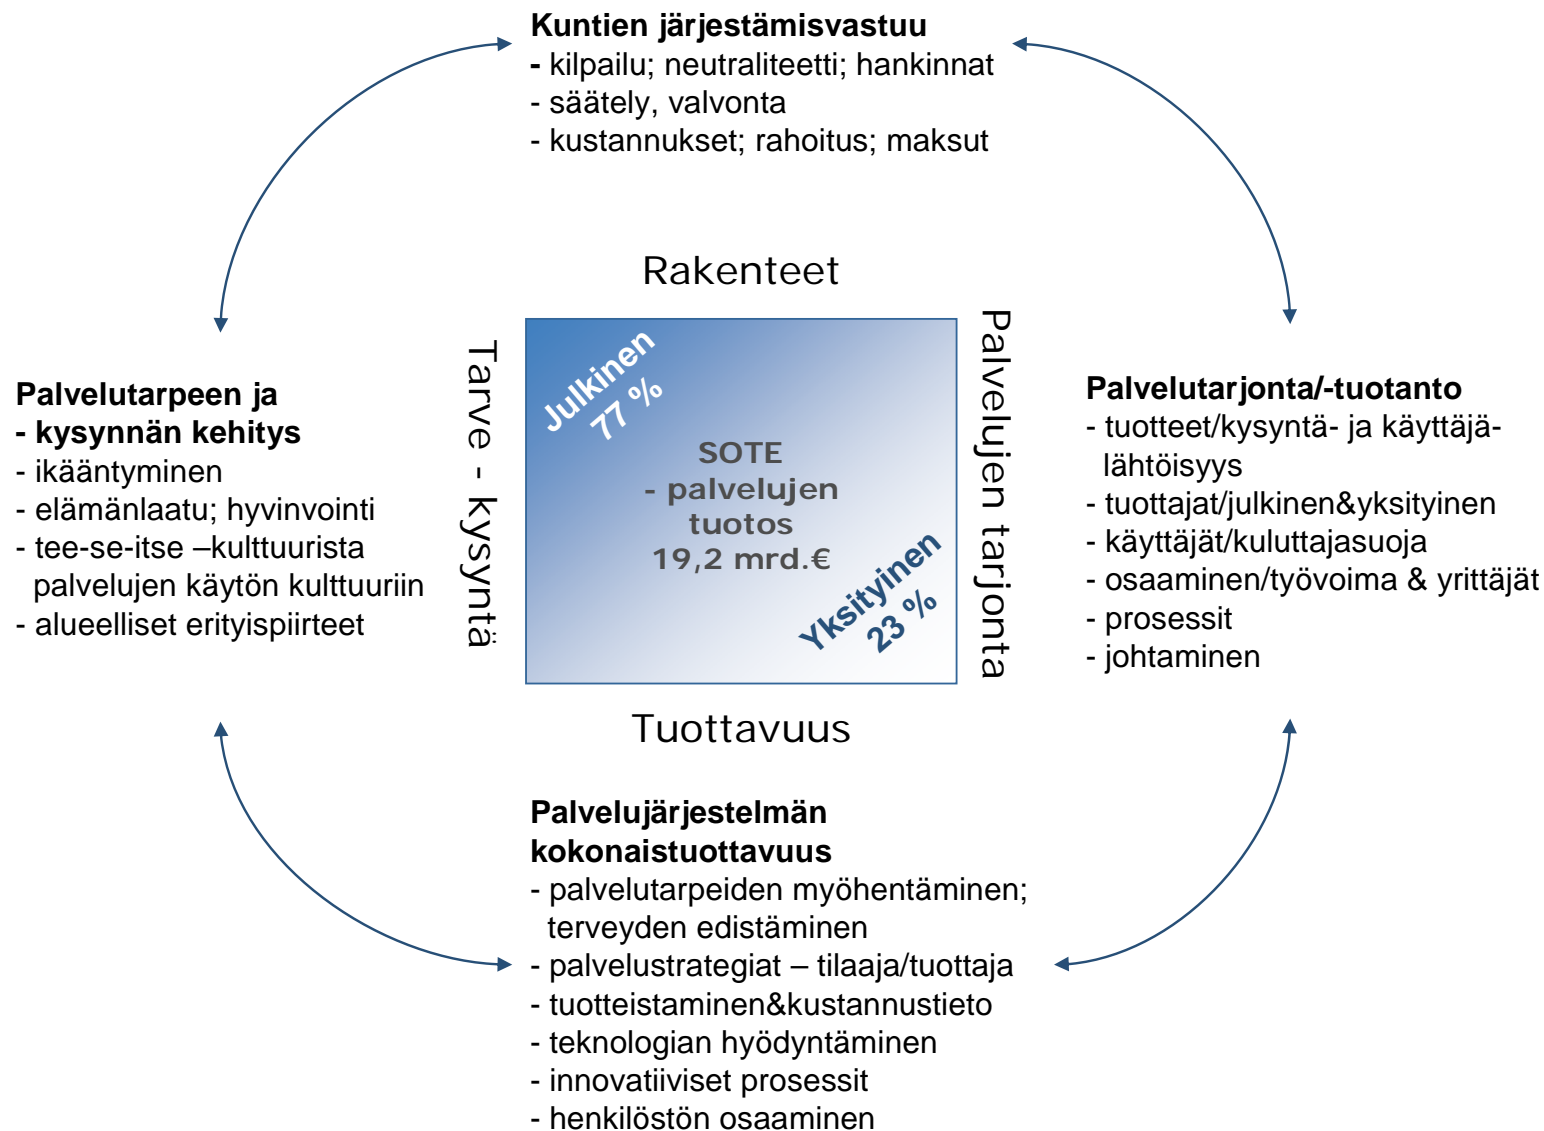 Kuntien järjestämisvastuu
- kilpailu; neutraliteetti; hankinnat
- säätely, valvonta
- kustannukset; rahoitus; maksut
Rakenteet
Palvelutarpeen ja
- kysynnän kehitys
- ikääntyminen
- elämänlaatu; hyvinvointi
- tee-se-itse –kulttuurista
palvelujen käytön kulttuuriin
- alueelliset erityispiirteet
Tarve - kysyntä
Julkinen
77 %
SOTE
- palvelujen
tuotos
19,2 mrd.€
Yksityinen
23 %
Palvelujen tarjonta
Palvelutarjonta/-tuotanto
- tuotteet/kysyntä- ja käyttäjä-
lähtöisyys
- tuottajat/julkinen&yksityinen
- käyttäjät/kuluttajasuoja
- osaaminen/työvoima & yrittäjät
- prosessit
- johtaminen
Tuottavuus
Palvelujärjestelmän
kokonaistuottavuus
- palvelutarpeiden myöhentäminen;
terveyden edistäminen
- palvelustrategiat – tilaaja/tuottaja
- tuotteistaminen&kustannustieto
- teknologian hyödyntäminen
- innovatiiviset prosessit
- henkilöstön osaaminen